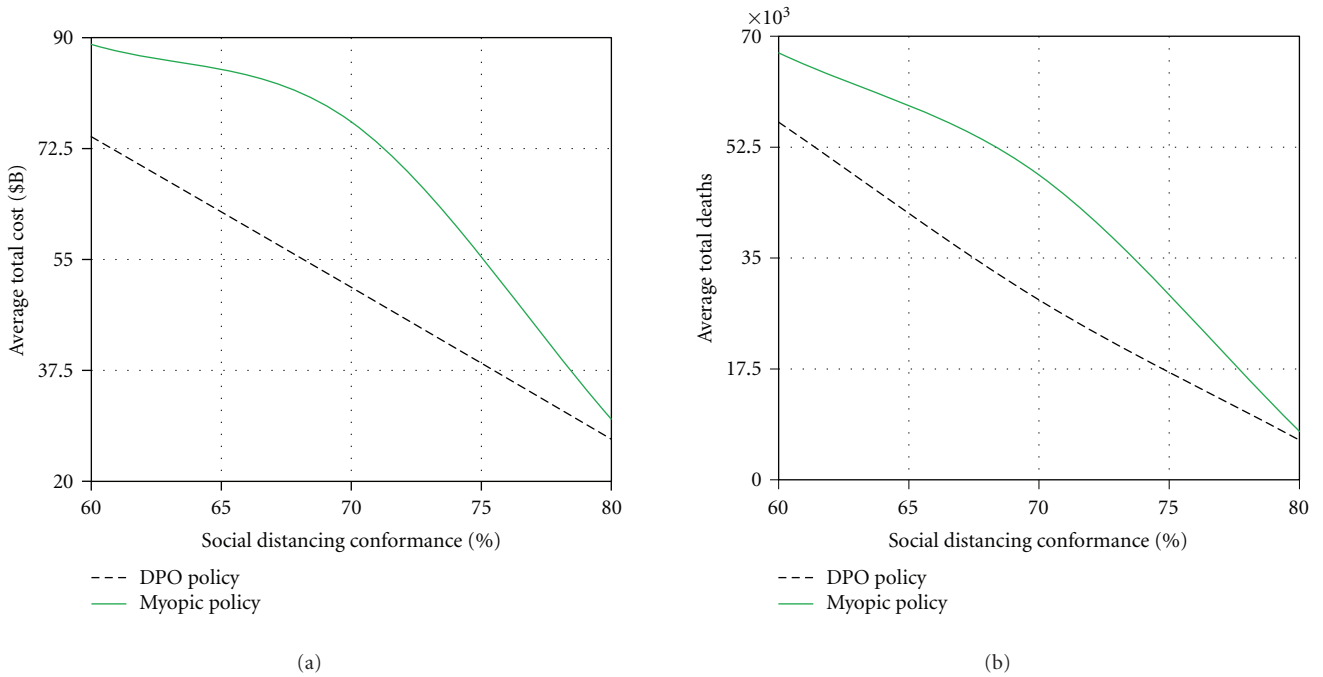 90
72.5
55
37.5
20
Average total cost ($B)
60 65 70 75 80
Social distancing conformance (%)
DPO policy
Myopic policy
(a)
×10³
70
52.5
35
17.5
0
Average total deaths
60 65 70 75 80
Social distancing conformance (%)
DPO policy
Myopic policy
(b)